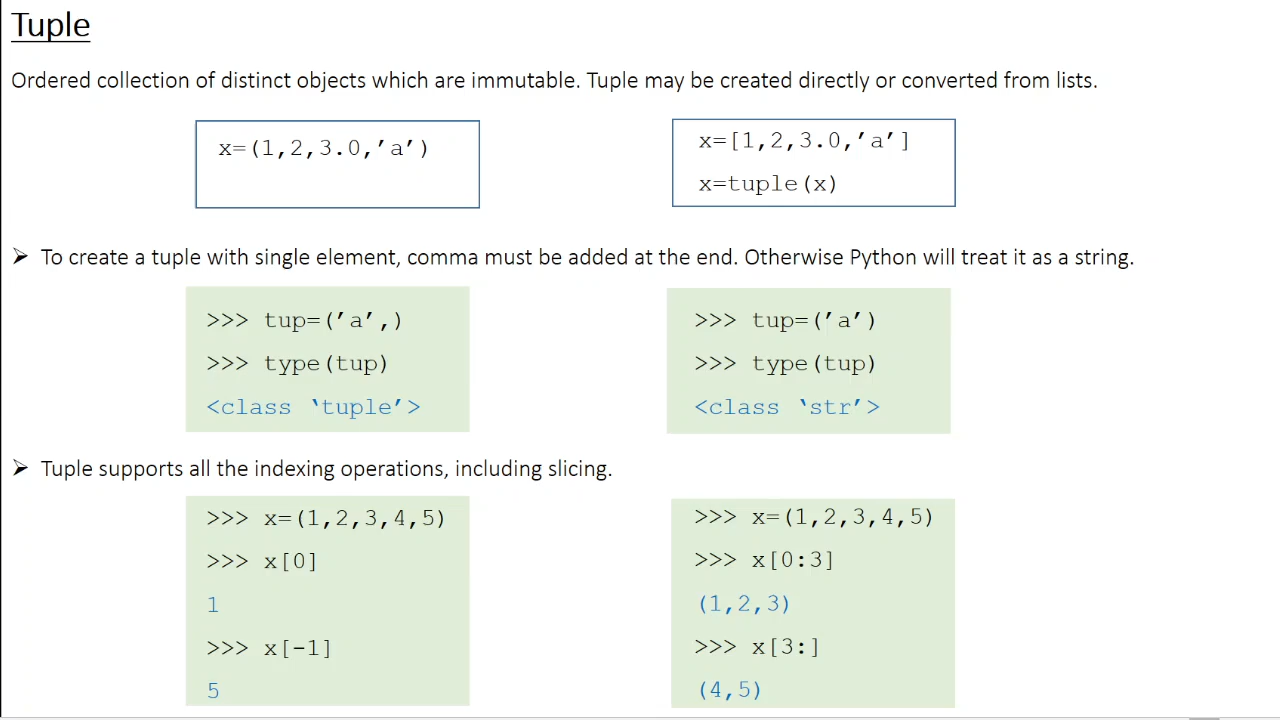 Tuple
Ordered collection of distinct objects which are immutable. Tuple may be created directly or converted from lists.
x=(1,2,3.0,’a’)
x=[1,2,3.0,’a’]
x=tuple(x)
➢ To create a tuple with single element, comma must be added at the end. Otherwise Python will treat it as a string.
>>> tup=(’a’,)
>>> type(tup)
<class ‘tuple’>
>>> tup=(’a’)
>>> type(tup)
<class ‘str’>
➢ Tuple supports all the indexing operations, including slicing.
>>> x=(1,2,3,4,5)
>>> x[0]
1
>>> x[-1]
5
>>> x=(1,2,3,4,5)
>>> x[0:3]
(1,2,3)
>>> x[3:]
(4,5)